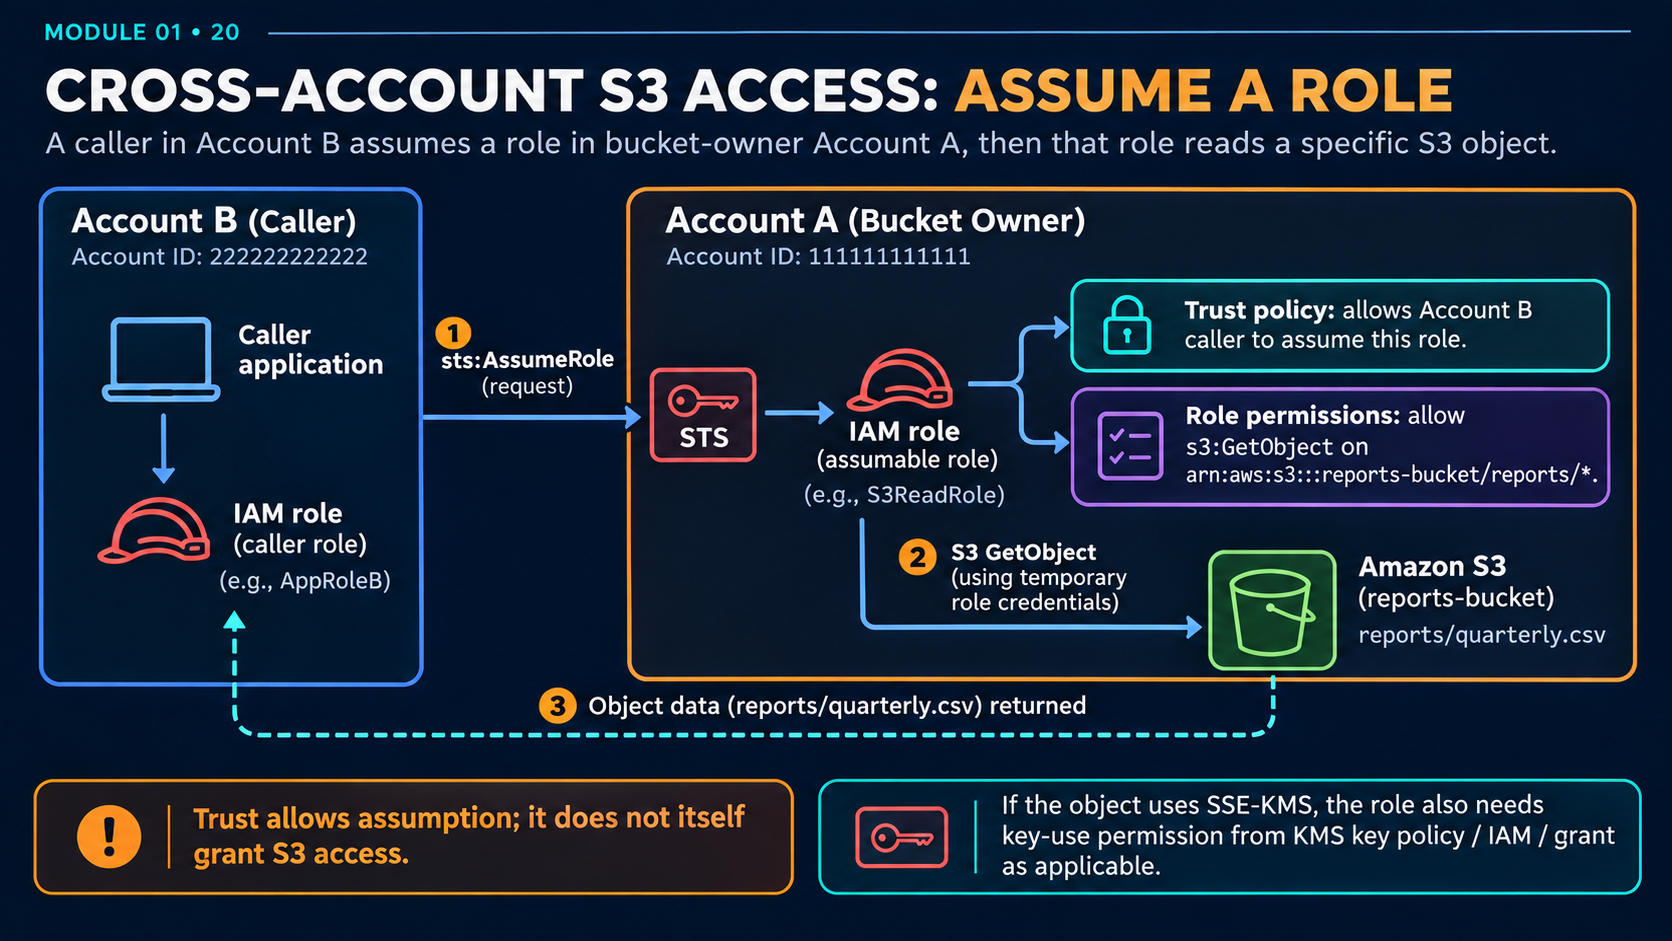 MODULE 01 • 20
CROSS-ACCOUNT S3 ACCESS: ASSUME A ROLE
A caller in Account B assumes a role in bucket-owner Account A, then that role reads a specific S3 object.
Account B (Caller)
Account ID: 222222222222
Caller
application
IAM role
(caller role)
(e.g., AppRoleB)
1
sts:AssumeRole
(request)
Account A (Bucket Owner)
Account ID: 111111111111
STS
IAM role
(assumable role)
(e.g., S3ReadRole)
Trust policy: allows Account B
caller to assume this role.
Role permissions: allow
s3:GetObject on
arn:aws:s3:::reports-bucket/reports/*.
2
S3 GetObject
(using temporary
role credentials)
Amazon S3
(reports-bucket)
reports/quarterly.csv
3 Object data (reports/quarterly.csv) returned
! Trust allows assumption; it does not itself
grant S3 access.
If the object uses SSE-KMS, the role also needs
key-use permission from KMS key policy / IAM / grant
as applicable.